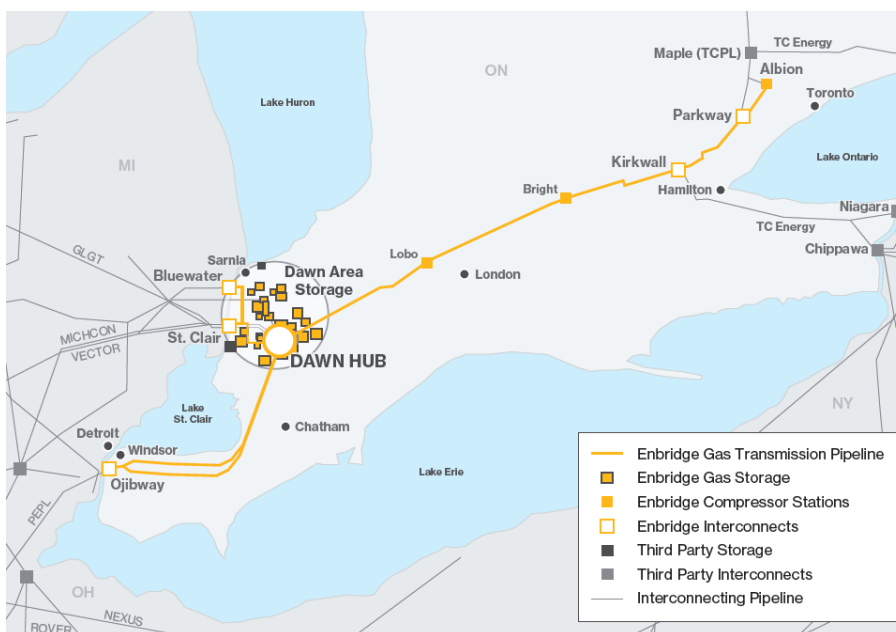 TC Energy
Maple (TCPL)
ON
Albion
Toronto
Lake Huron
Parkway
MI
Kirkwall
Lake Ontario
Bright
Hamilton
Niagara
TC Energy
Chippawa
GLGT
Sarnia
Bluewater
Dawn Area
Storage
Lobo
London
MICHCON
VECTOR
St. Clair
DAWN HUB
Lake
St. Clair
NY
Chatham
Detroit
Windsor
Ojibway
Lake Erie
PEPL
OH
NEXUS
ROVER
Enbridge Gas Transmission Pipeline
Enbridge Gas Storage
Enbridge Compressor Stations
Enbridge Interconnects
Third Party Storage
Third Party Interconnects
Interconnecting Pipeline